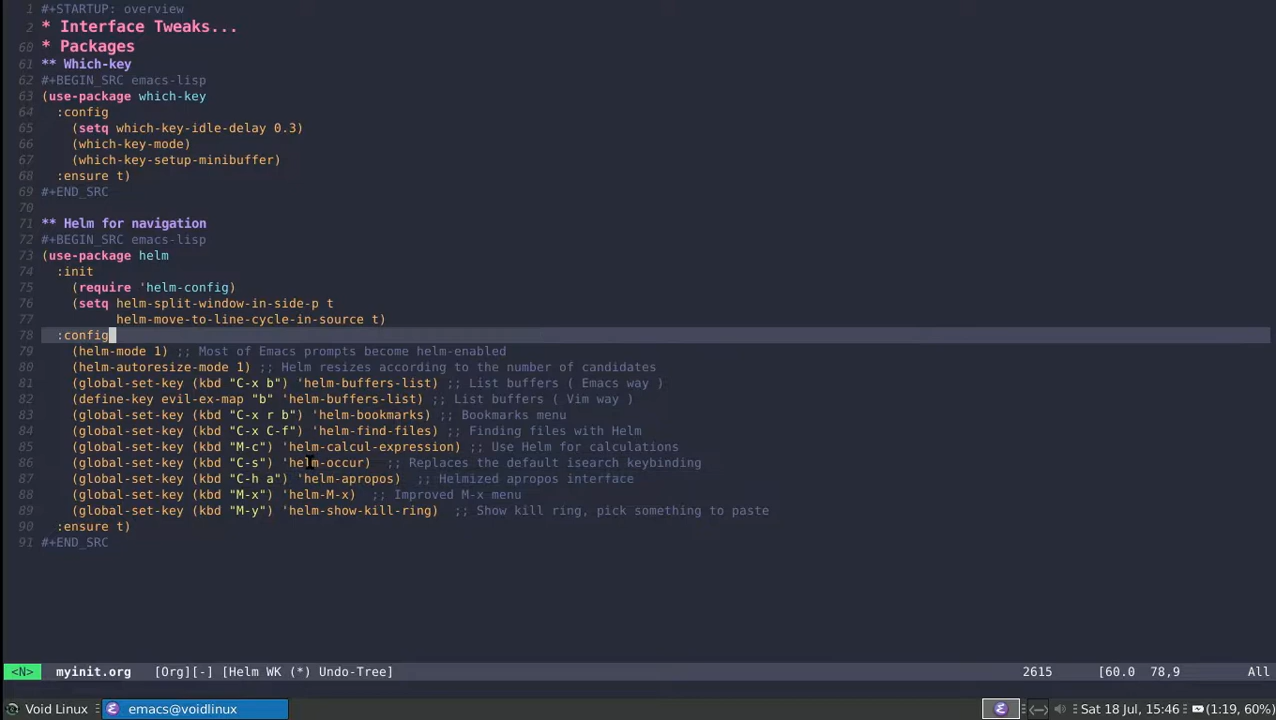 1 #+STARTUP: overview
2 * Interface Tweaks...
60 * Packages
61 ** Which-key
62 #+BEGIN_SRC emacs-lisp
63 (use-package which-key
64 :config
65 (setq which-key-idle-delay 0.3)
66 (which-key-mode)
67 (which-key-setup-minibuffer)
68 :ensure t)
69 #+END_SRC
70
71 ** Helm for navigation
72 #+BEGIN_SRC emacs-lisp
73 (use-package helm
74 :init
75 (require 'helm-config)
76 (setq helm-split-window-in-side-p t
77 helm-move-to-line-cycle-in-source t)
78 :config
79 (helm-mode 1) ;; Most of Emacs prompts become helm-enabled
80 (helm-autoresize-mode 1) ;; Helm resizes according to the number of candidates
81 (global-set-key (kbd "C-x b") 'helm-buffers-list) ;; List buffers ( Emacs way )
82 (define-key evil-ex-map "b" 'helm-buffers-list) ;; List buffers ( Vim way )
83 (global-set-key (kbd "C-x r b") 'helm-bookmarks) ;; Bookmarks menu
84 (global-set-key (kbd "C-x C-f") 'helm-find-files) ;; Finding files with Helm
85 (global-set-key (kbd "M-c") 'helm-calcul-expression) ;; Use Helm for calculations
86 (global-set-key (kbd "C-s") 'helm-occur) ;; Replaces the default isearch keybinding
87 (global-set-key (kbd "C-h a") 'helm-apropos) ;; Helmized apropos interface
88 (global-set-key (kbd "M-x") 'helm-M-x) ;; Improved M-x menu
89 (global-set-key (kbd "M-y") 'helm-show-kill-ring) ;; Show kill ring, pick something to paste
90 :ensure t)
91 #+END_SRC
<N> myinit.org [Org][-] [Helm WK (*) Undo-Tree] 2615 [60.0 78,9 All
Void Linux emacs@voidlinux Sat 18 Jul, 15:46 (1:19, 60%)